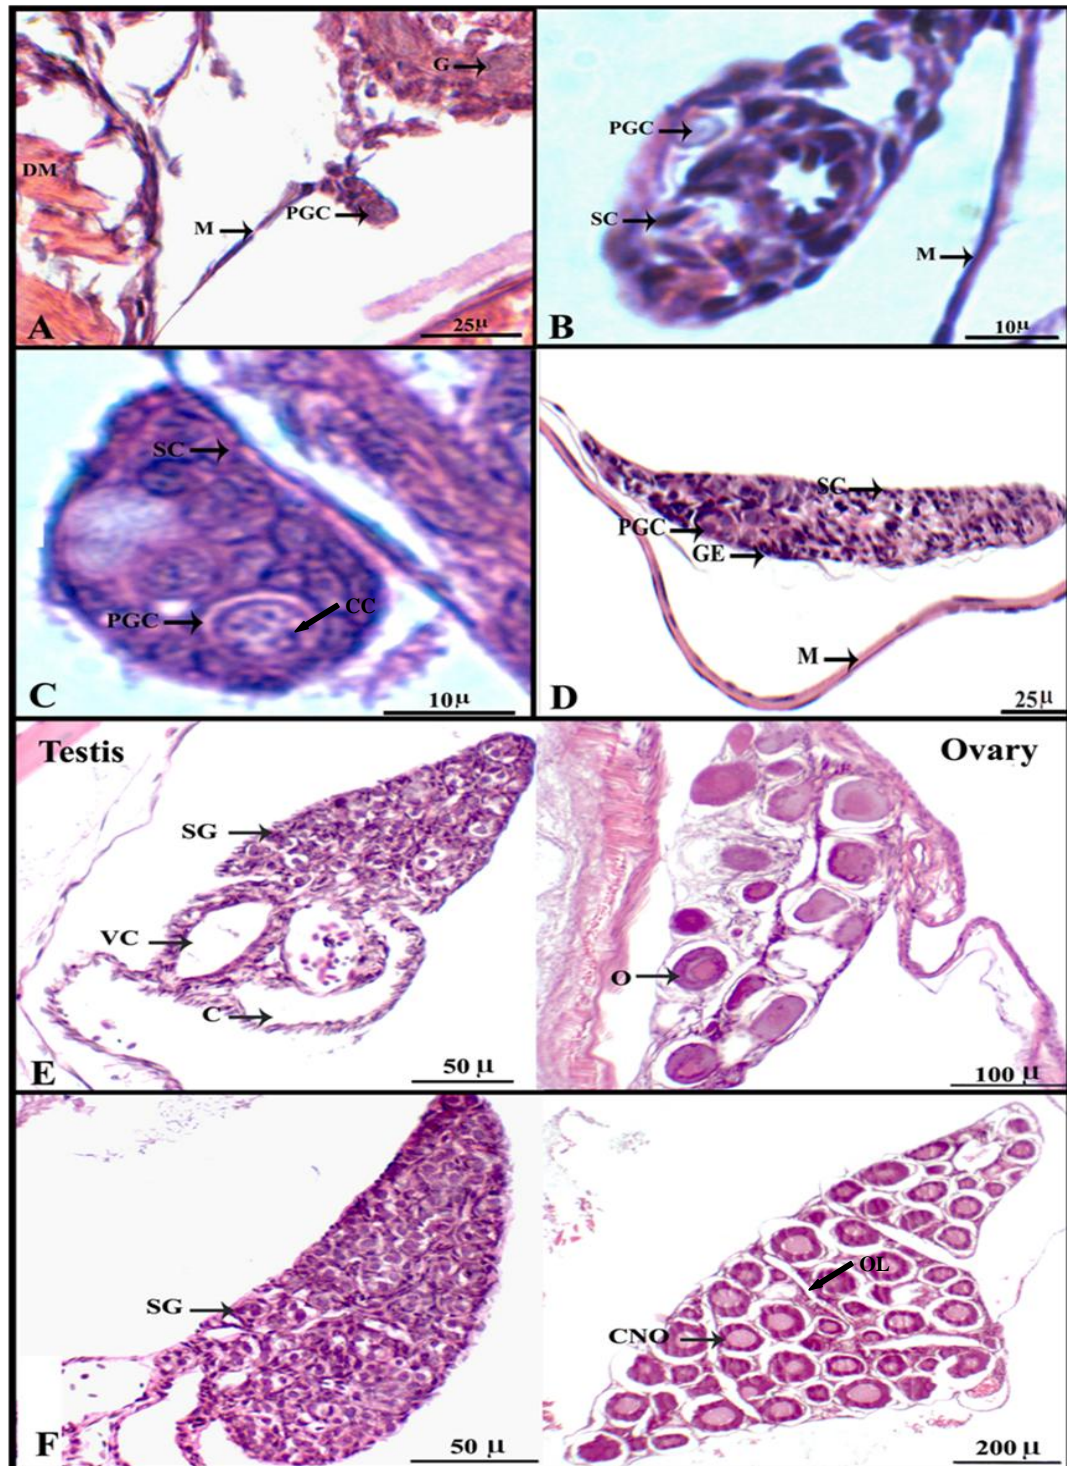 G
DM
M
PGC
A
25µ
PGC
SC
M
B
10µ
SC
PGC
CC
C
10µ
SC
PGC
GE
M
D
25µ
Testis
SG
VC
C
E
50 µ
Ovary
O
100 µ
SG
F
50 µ
OL
CNO
200 µ